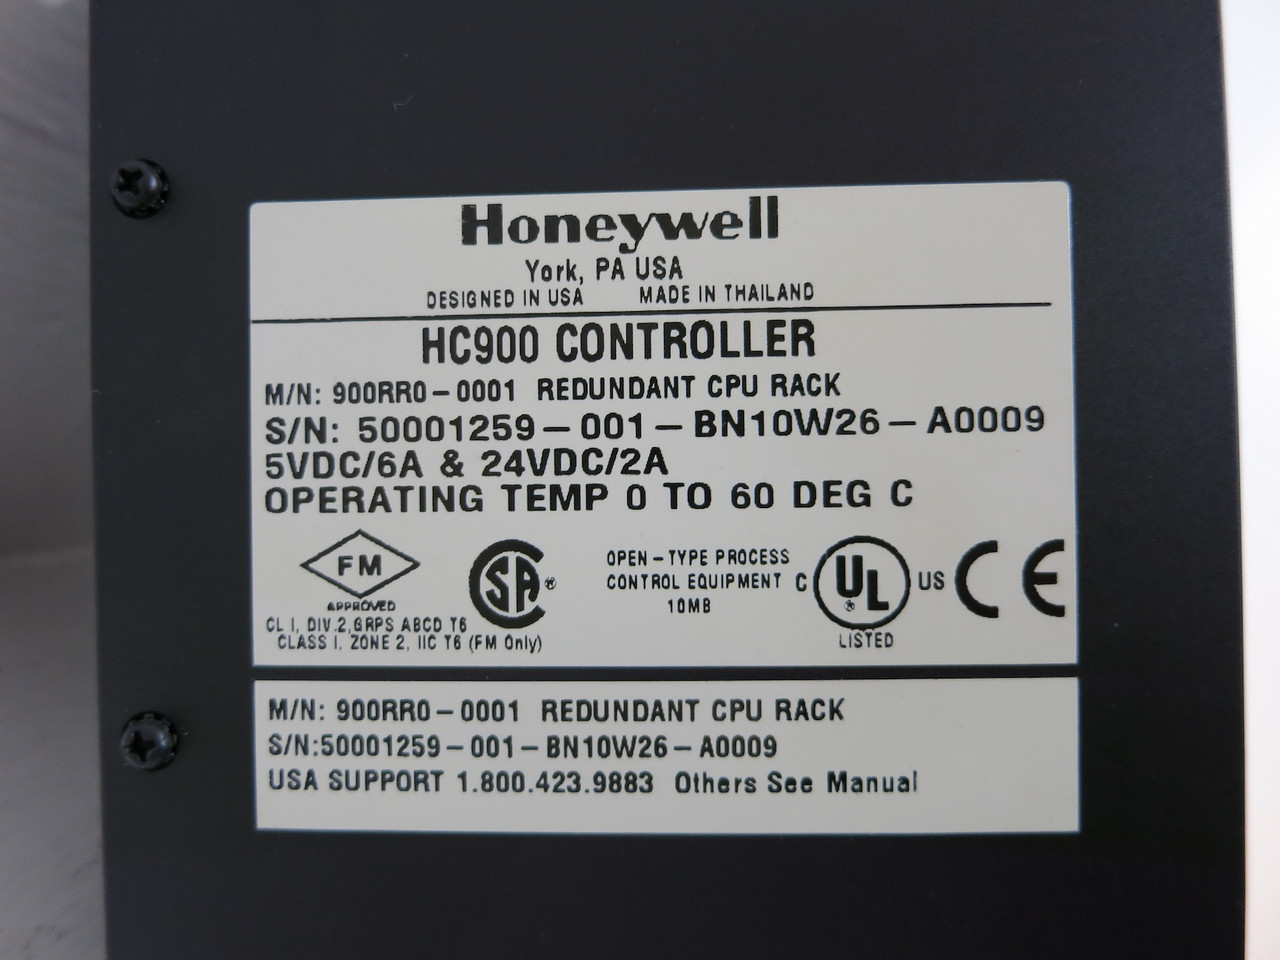 Honeywell
York, PA USA
DESIGNED IN USA MADE IN THAILAND
HC900 CONTROLLER
M/N: 900RR0-0001 REDUNDANT CPU RACK
S/N: 50001259-001-BN10W26-A0009
5VDC/6A & 24VDC/2A
OPERATING TEMP 0 TO 60 DEG C
FM
APPROVED
CL I, DIV.2,GRPS ABCD T6
CLASS I, ZONE 2, IIC T6 (FM Only)
SA ®
OPEN-TYPE PROCESS
CONTROL EQUIPMENT
10MB
C UL ® US
LISTED
CE
M/N: 900RR0-0001 REDUNDANT CPU RACK
S/N:50001259-001-BN10W26-A0009
USA SUPPORT 1.800.423.9883 Others See Manual